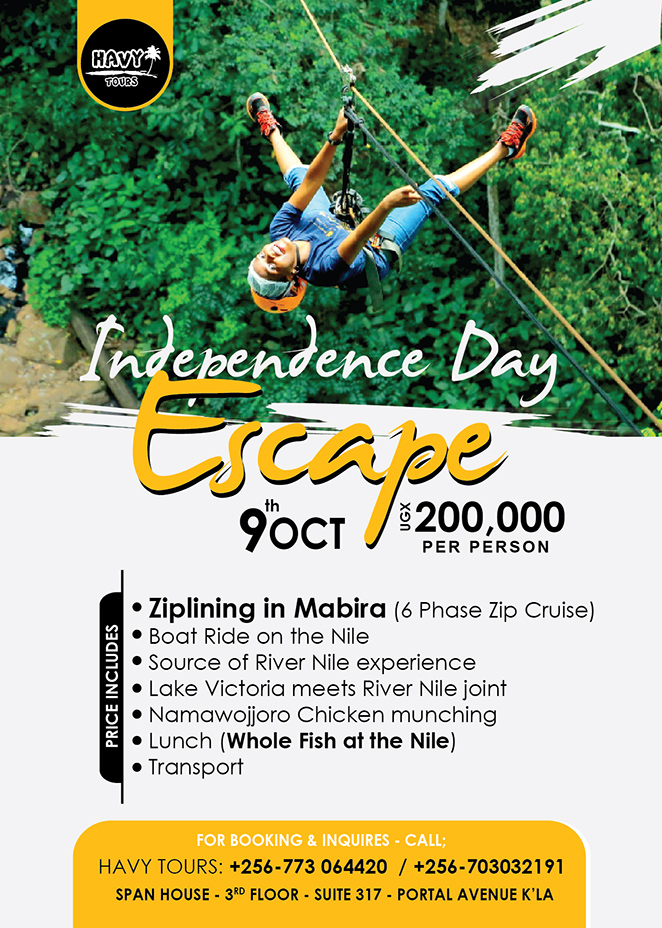 HAVY
TOURS
Independence Day
Escape
9th OCT
UGX 200,000
PER PERSON
PRICE INCLUDES
• Ziplining in Mabira (6 Phase Zip Cruise)
• Boat Ride on the Nile
• Source of River Nile experience
• Lake Victoria meets River Nile joint
• Namawojjoro Chicken munching
• Lunch (Whole Fish at the Nile)
• Transport
FOR BOOKING & INQUIRES - CALL;
HAVY TOURS: +256-773 064420 / +256-703032191
SPAN HOUSE - 3RD FLOOR - SUITE 317 - PORTAL AVENUE K'LA